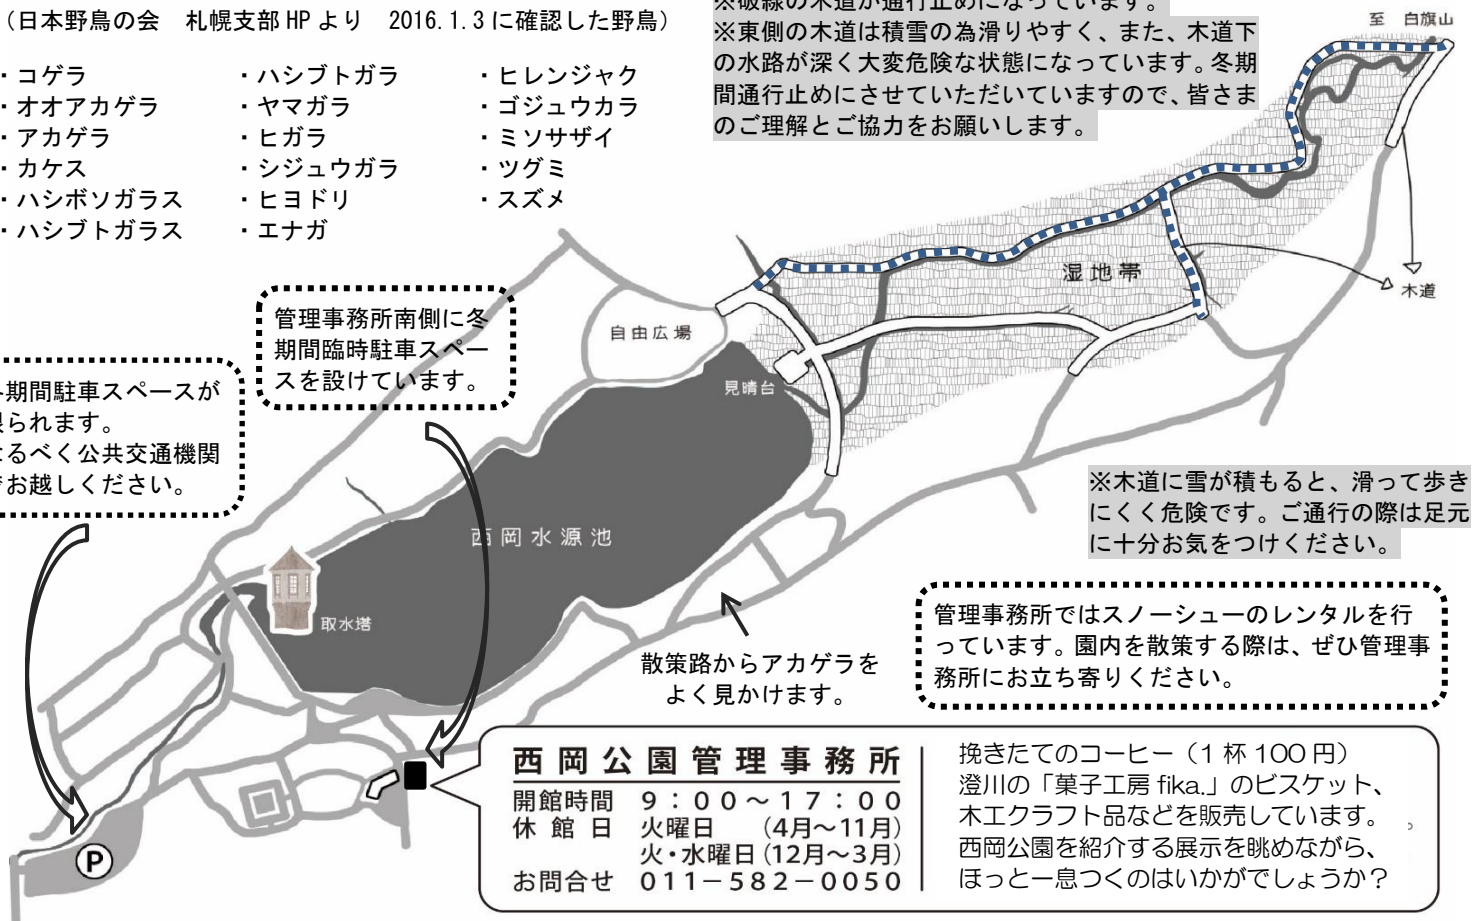 （日本野鳥の会　札幌支部 HP より　2016.1.3 に確認した野鳥）
・コゲラ
・オオアカゲラ
・アカゲラ
・カケス
・ハシボソガラス
・ハシブトガラス
・ハシブトガラ
・ヤマガラ
・ヒガラ
・シジュウガラ
・ヒヨドリ
・エナガ
・ヒレンジャク
・ゴジュウカラ
・ミソサザイ
・ツグミ
・スズメ
※破線の木道が通行止めになっています。
※東側の木道は積雪の為滑りやすく、また、木道下
の水路が深く大変危険な状態になっています。冬期
間通行止めにさせていただいていますので、皆さま
のご理解とご協力をお願いします。
至　白旗山
湿地帯
木道
自由広場
見晴台
管理事務所南側に冬
期間臨時駐車スペー
スを設けています。
期間駐車スペースが
られます。
るべく公共交通機関
お越しください。
西岡水源池
取水塔
※木道に雪が積もると、滑って歩き
にくく危険です。ご通行の際は足元
に十分お気をつけください。
散策路からアカゲラを
よく見かけます。
管理事務所ではスノーシューのレンタルを行
っています。園内を散策する際は、ぜひ管理事
務所にお立ち寄りください。
P
西岡公園管理事務所
開館時間　9：00～17：00
休館日　火曜日　（4月～11月）
火・水曜日（12月～3月）
お問合せ　011－582－0050
挽きたてのコーヒー（1 杯 100 円）
澄川の「菓子工房 fika.」のビスケット、
木工クラフト品などを販売しています。　。
西岡公園を紹介する展示を眺めながら、
ほっと一息つくのはいかがでしょうか？